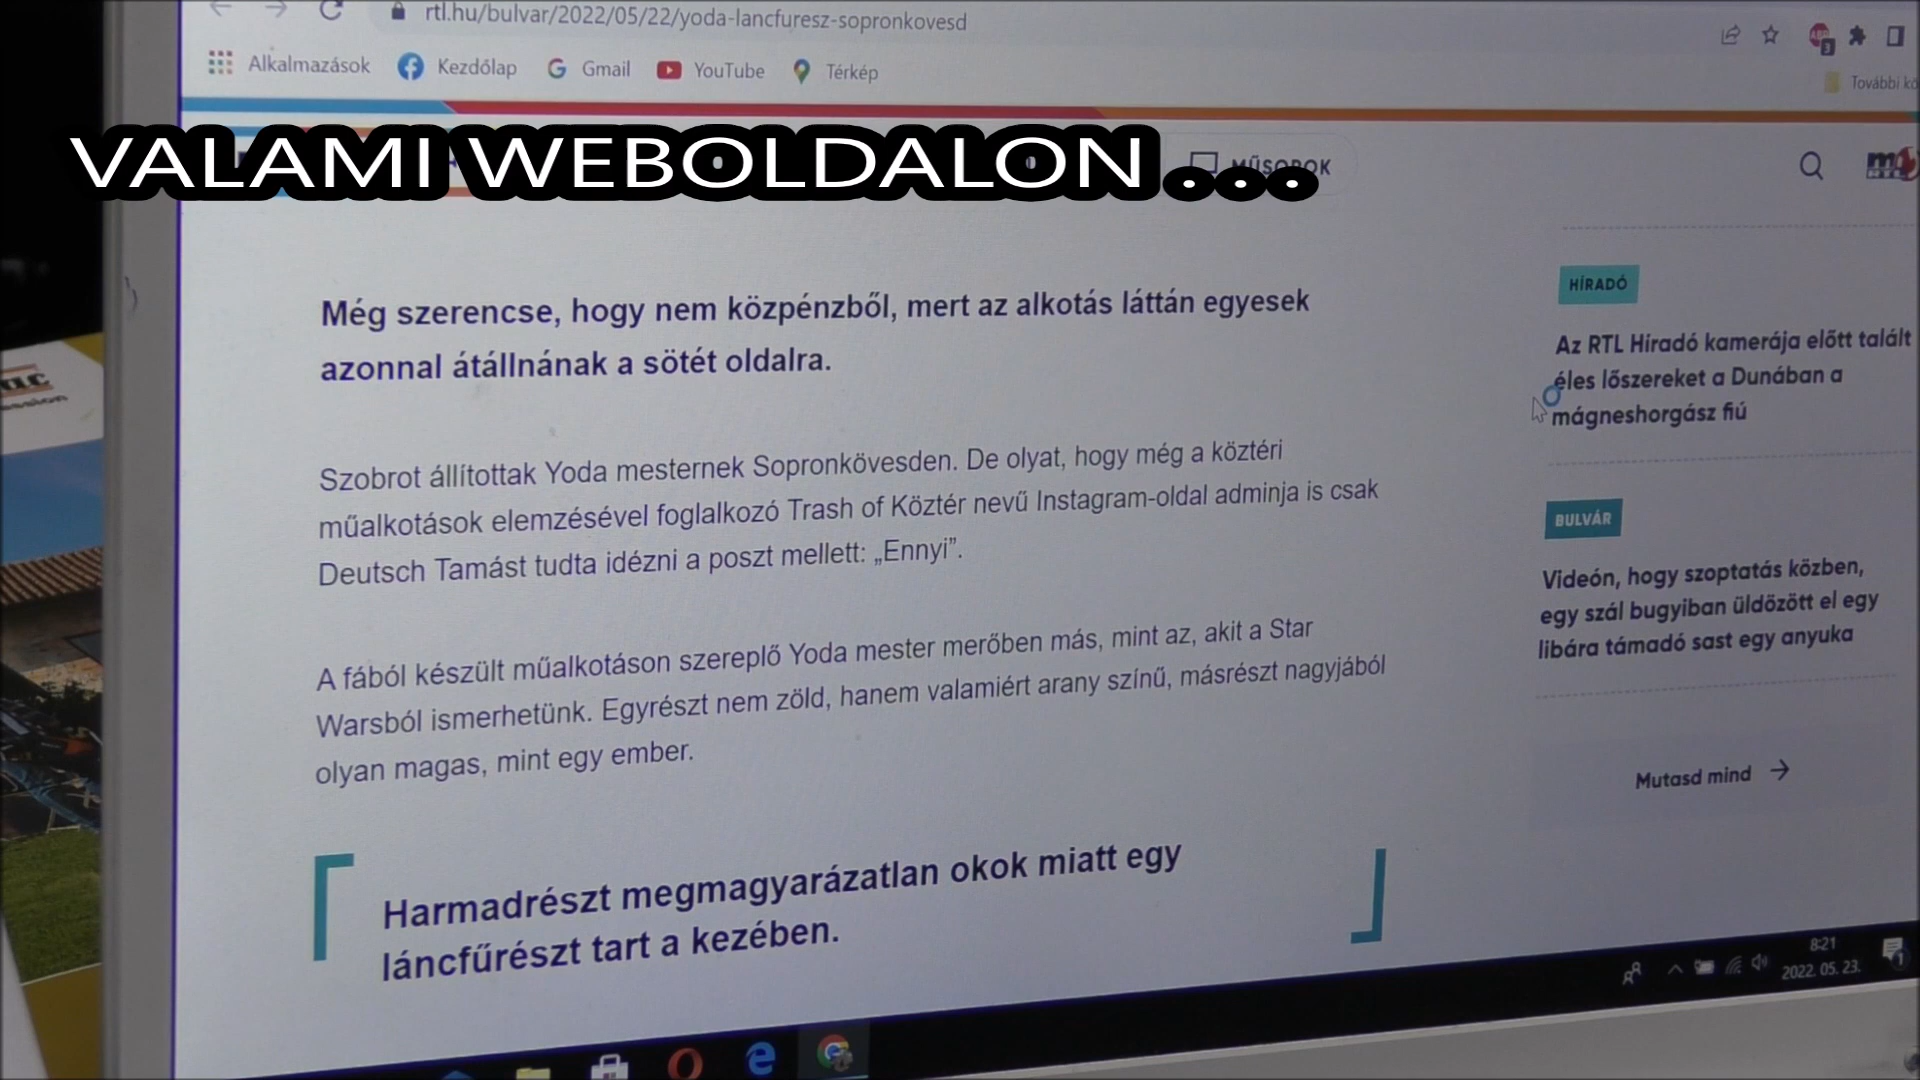 rtl.hu/bulvar/2022/05/22/yoda-lancfuresz-sopronkovesd
Alkalmazások Kezdőlap Gmail YouTube Térkép
További
VALAMI WEBOLDALON ...
MŰSOROK
Még szerencse, hogy nem közpénzből, mert az alkotás láttán egyesek
azonnal átállnának a sötét oldalra.
Szobrot állítottak Yoda mesternek Sopronkövesden. De olyat, hogy még a köztéri
műalkotások elemzésével foglalkozó Trash of Köztér nevű Instagram-oldal adminja is csak
Deutsch Tamást tudta idézni a poszt mellett: „Ennyi”.
A fából készült műalkotáson szereplő Yoda mester merőben más, mint az, akit a Star
Warsból ismerhetünk. Egyrészt nem zöld, hanem valamiért arany színű, másrészt nagyjából
olyan magas, mint egy ember.
Harmadrészt megmagyarázatlan okok miatt egy
láncfűrészt tart a kezében.
HÍRADÓ
Az RTL Híradó kamerája előtt talált
éles lőszereket a Dunában a
mágneshorgász fiú
BULVÁR
Videón, hogy szoptatás közben,
egy szál bugyiban üldözött el egy
libára támadó sast egy anyuka
Mutasd mind
8:21
2022. 05. 23.
1